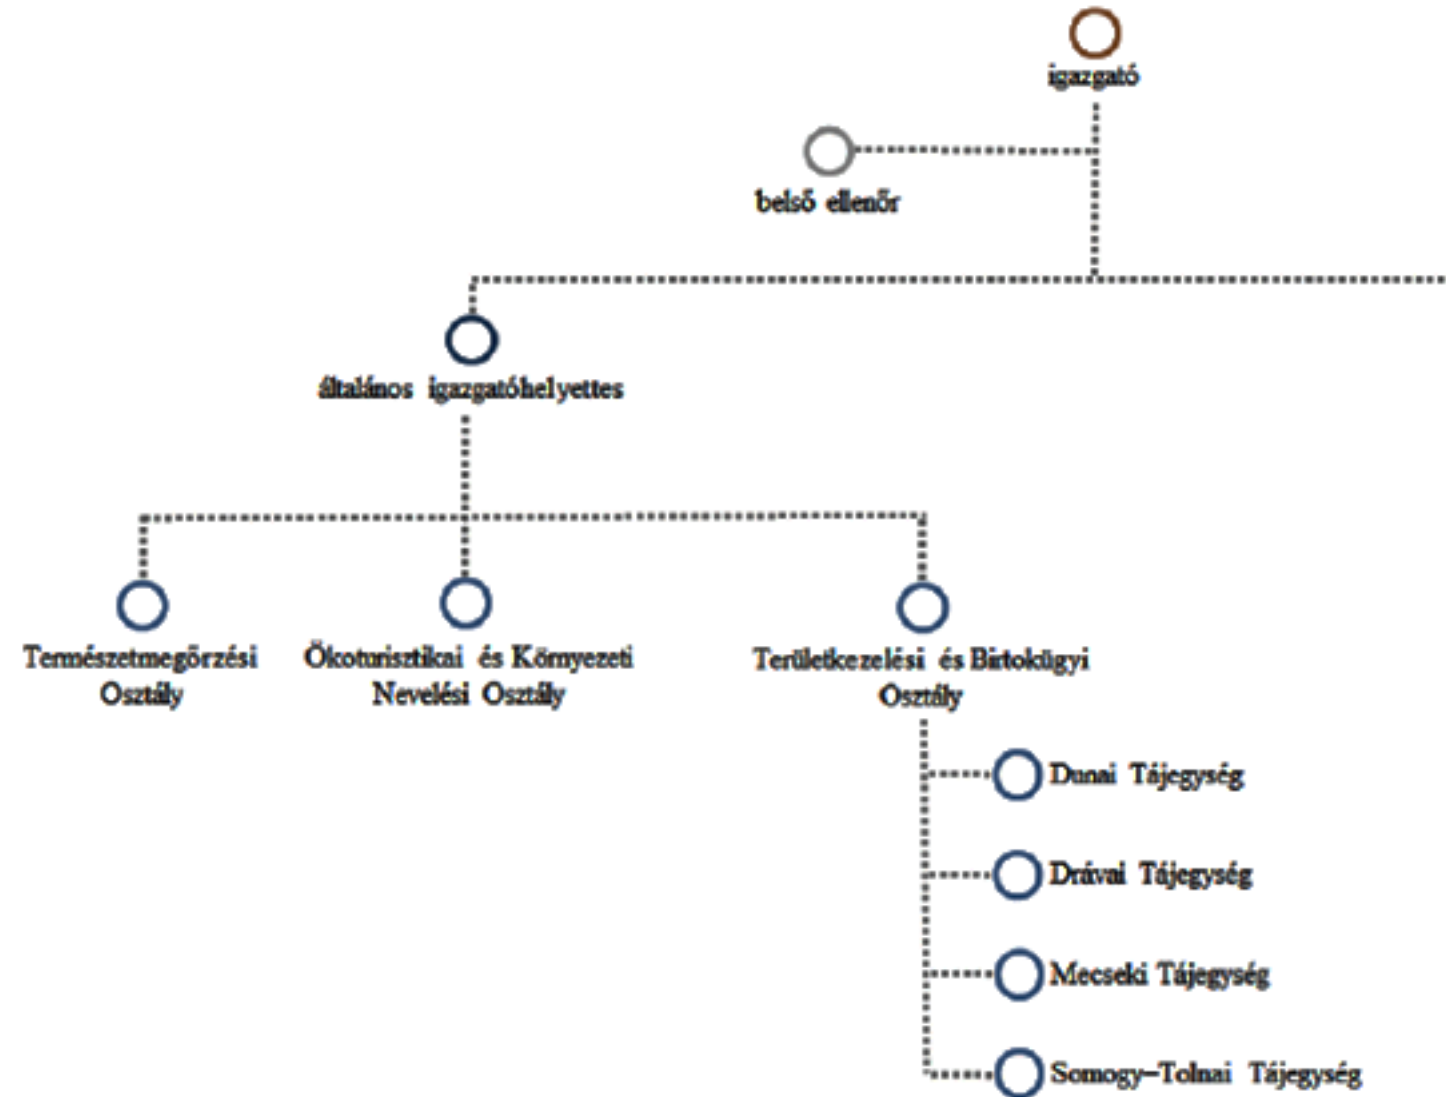 igazgató
belső ellenőr
általános igazgatóhelyettes
Természetmegőrzési
Osztály
Ökoturisztikai és Környezeti
Nevelési Osztály
Területkezelési és Birtokügyi
Osztály
Dunai Tájegység
Drávai Tájegység
Mecseki Tájegység
Somogy–Tolnai Tájegység